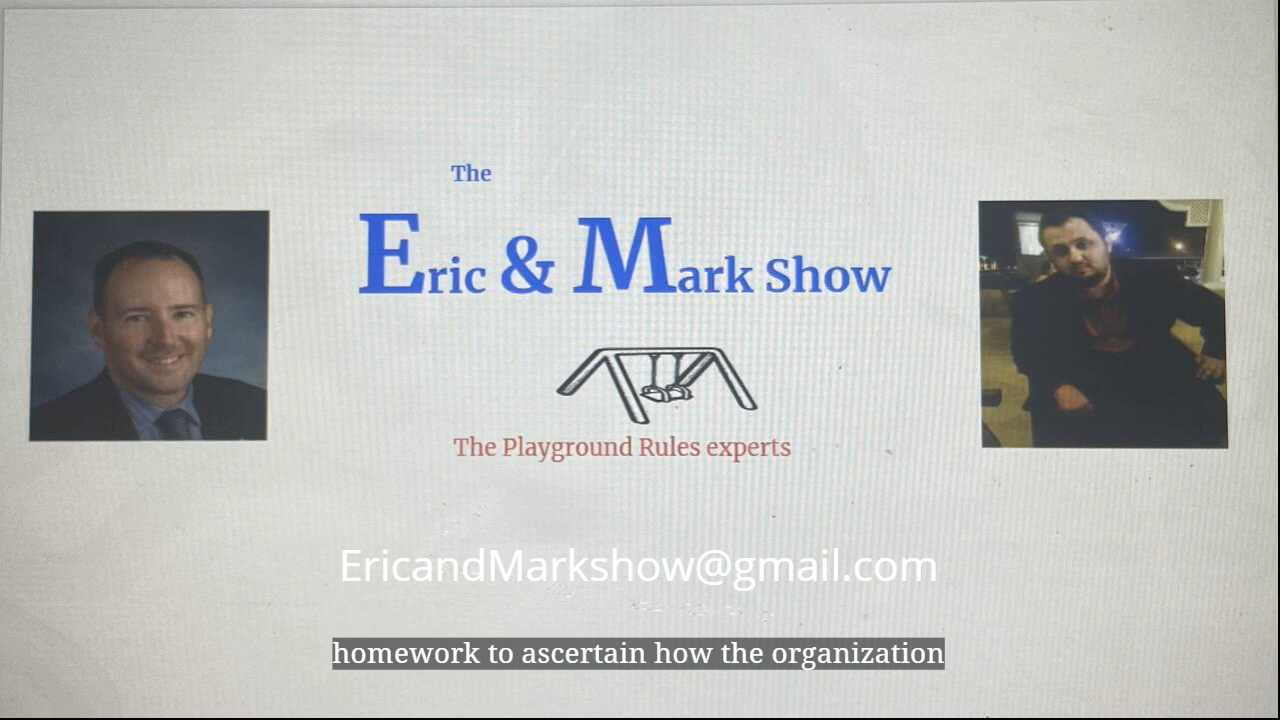 The
Eric & Mark Show
The Playground Rules experts
EricandMarkshow@gmail.com
homework to ascertain how the organization